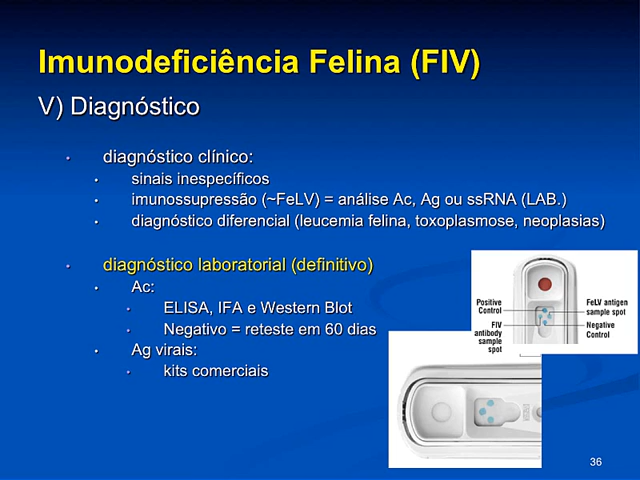 Imunodeficiência Felina (FIV)
V) Diagnóstico
• diagnóstico clínico:
• sinais inespecíficos
• imunossupressão (~FeLV) = análise Ac, Ag ou ssRNA (LAB.)
• diagnóstico diferencial (leucemia felina, toxoplasmose, neoplasias)
• diagnóstico laboratorial (definitivo)
• Ac:
• ELISA, IFA e Western Blot
• Negativo = reteste em 60 dias
• Ag virais:
• kits comerciais
Positive
Control
FIV
antibody
sample
spot
FeLV antigen
sample spot
Negative
Control
36